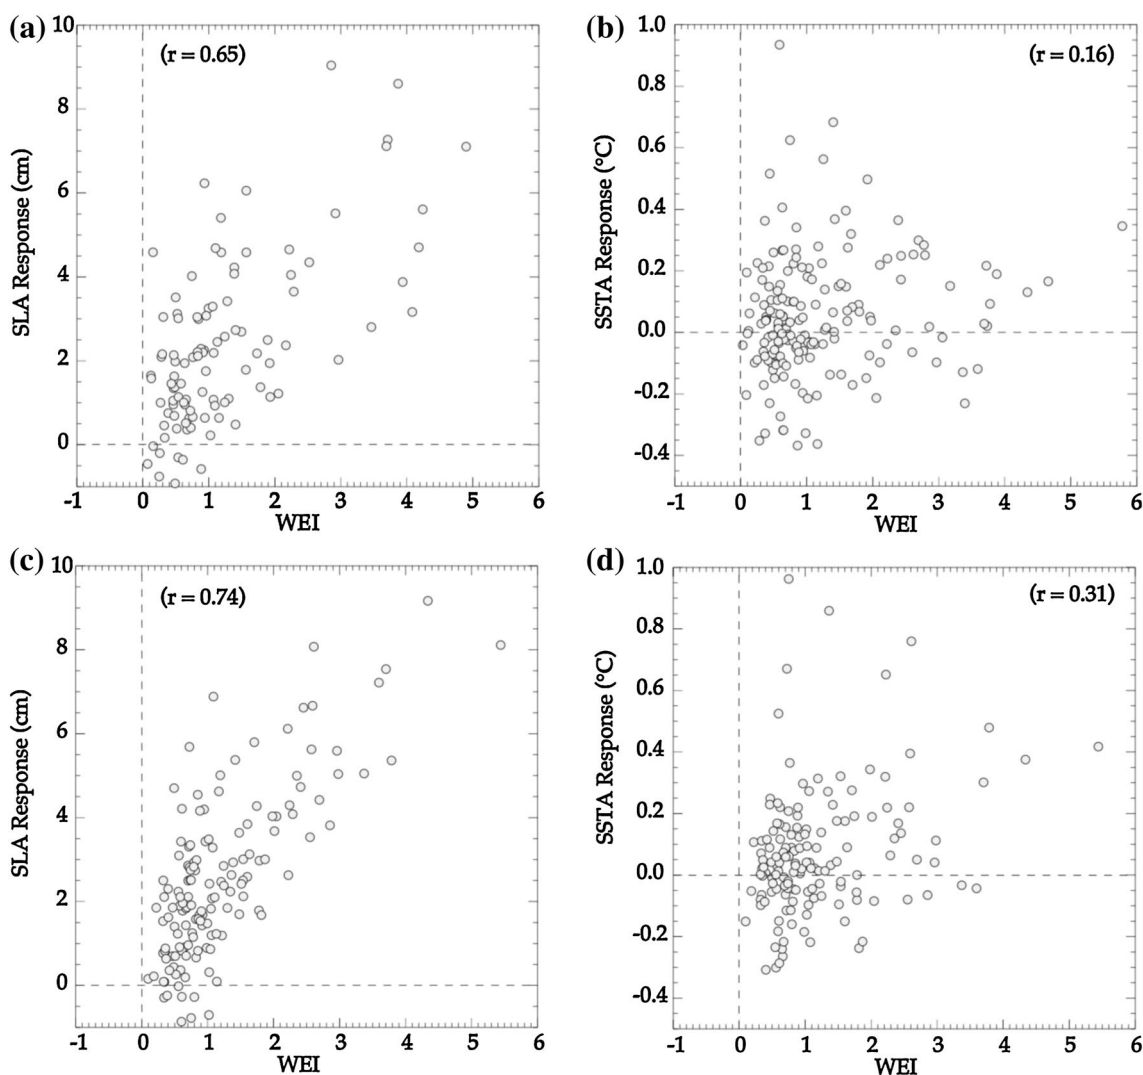 (a)
(r = 0.65)
SLA Response (cm)
10
8
6
4
2
0
-1 0 1 2 3 4 5 6
WEI
(b)
(r = 0.16)
SSTA Response (°C)
1.0
0.8
0.6
0.4
0.2
0.0
-0.2
-0.4
-1 0 1 2 3 4 5 6
WEI
(c)
(r = 0.74)
SLA Response (cm)
10
8
6
4
2
0
-1 0 1 2 3 4 5 6
WEI
(d)
(r = 0.31)
SSTA Response (°C)
1.0
0.8
0.6
0.4
0.2
0.0
-0.2
-0.4
-1 0 1 2 3 4 5 6
WEI